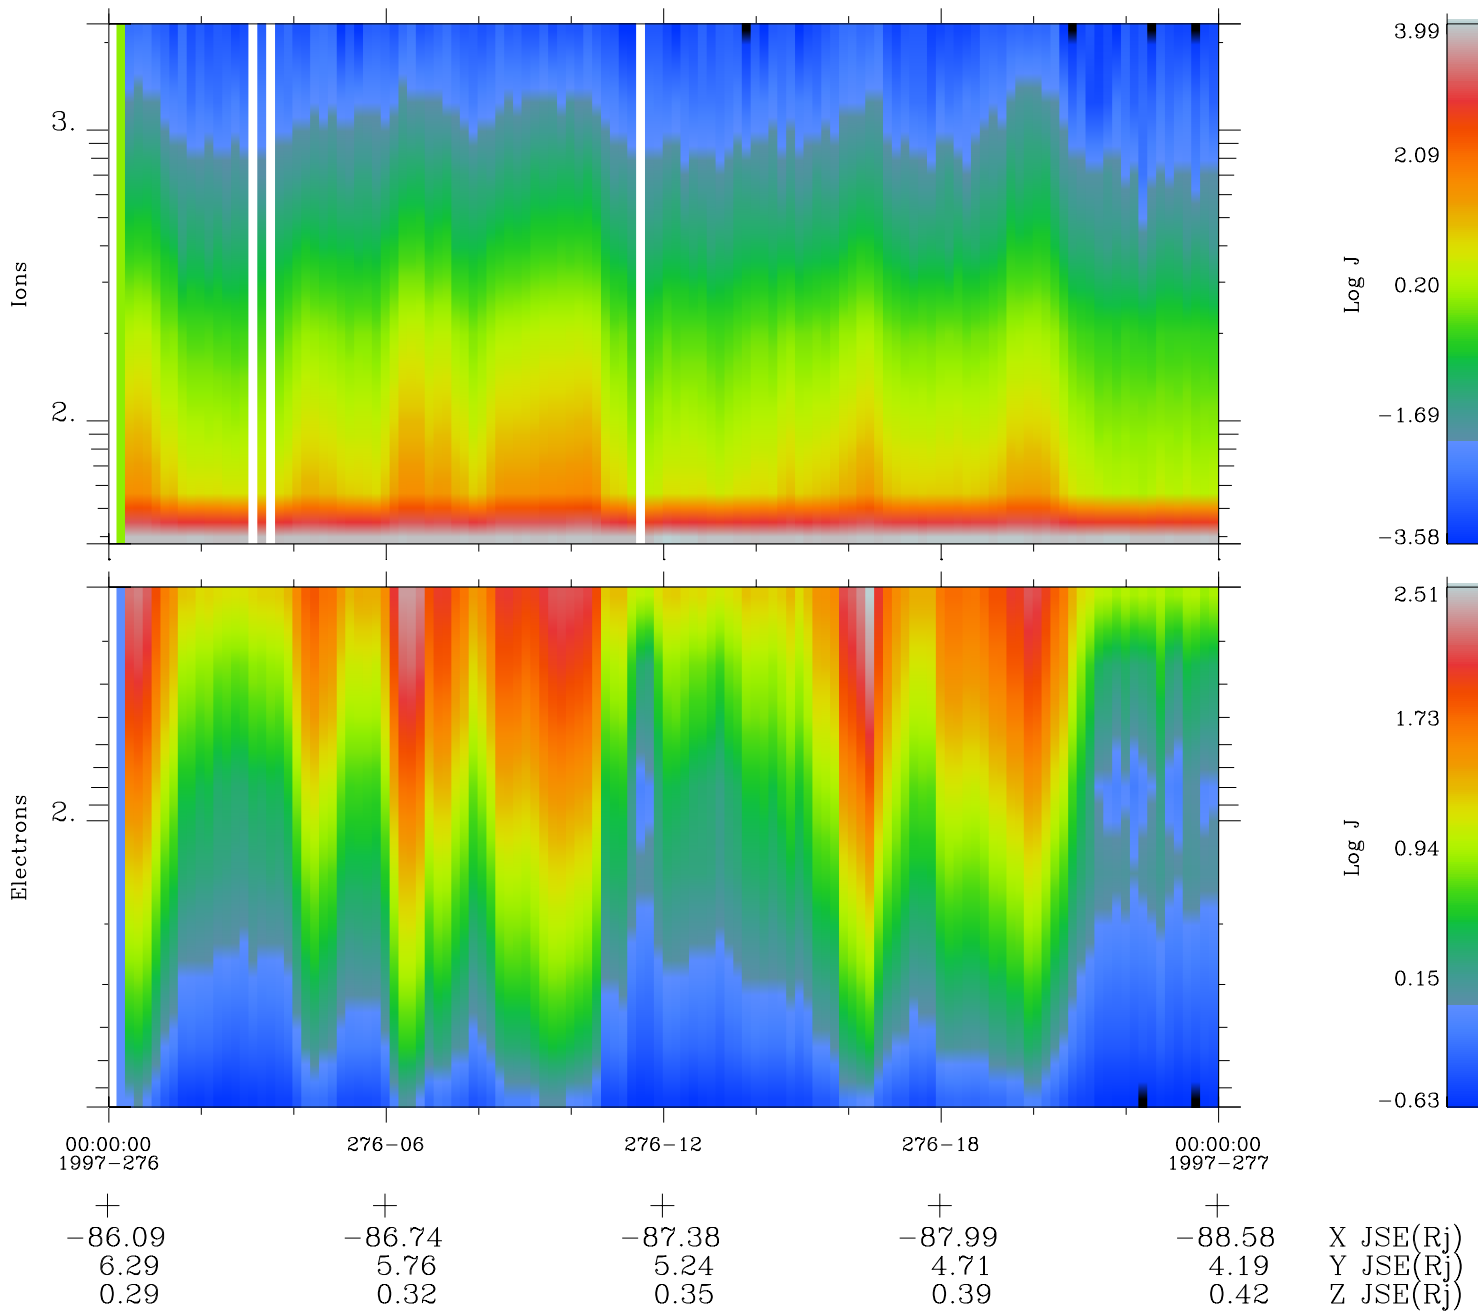 3.
2.
Ions
3.99
2.09
0.20
−1.69
−3.58
Log J
2.
Electrons
2.51
1.73
0.94
0.15
−0.63
Log J
00:00:00 276−06 276−12 276−18 00:00:00
1997−276 1997−277
−86.09 −86.74 −87.38 −87.99 −88.58 X JSE(Rj)
6.29 5.76 5.24 4.71 4.19 Y JSE(Rj)
0.29 0.32 0.35 0.39 0.42 Z JSE(Rj)